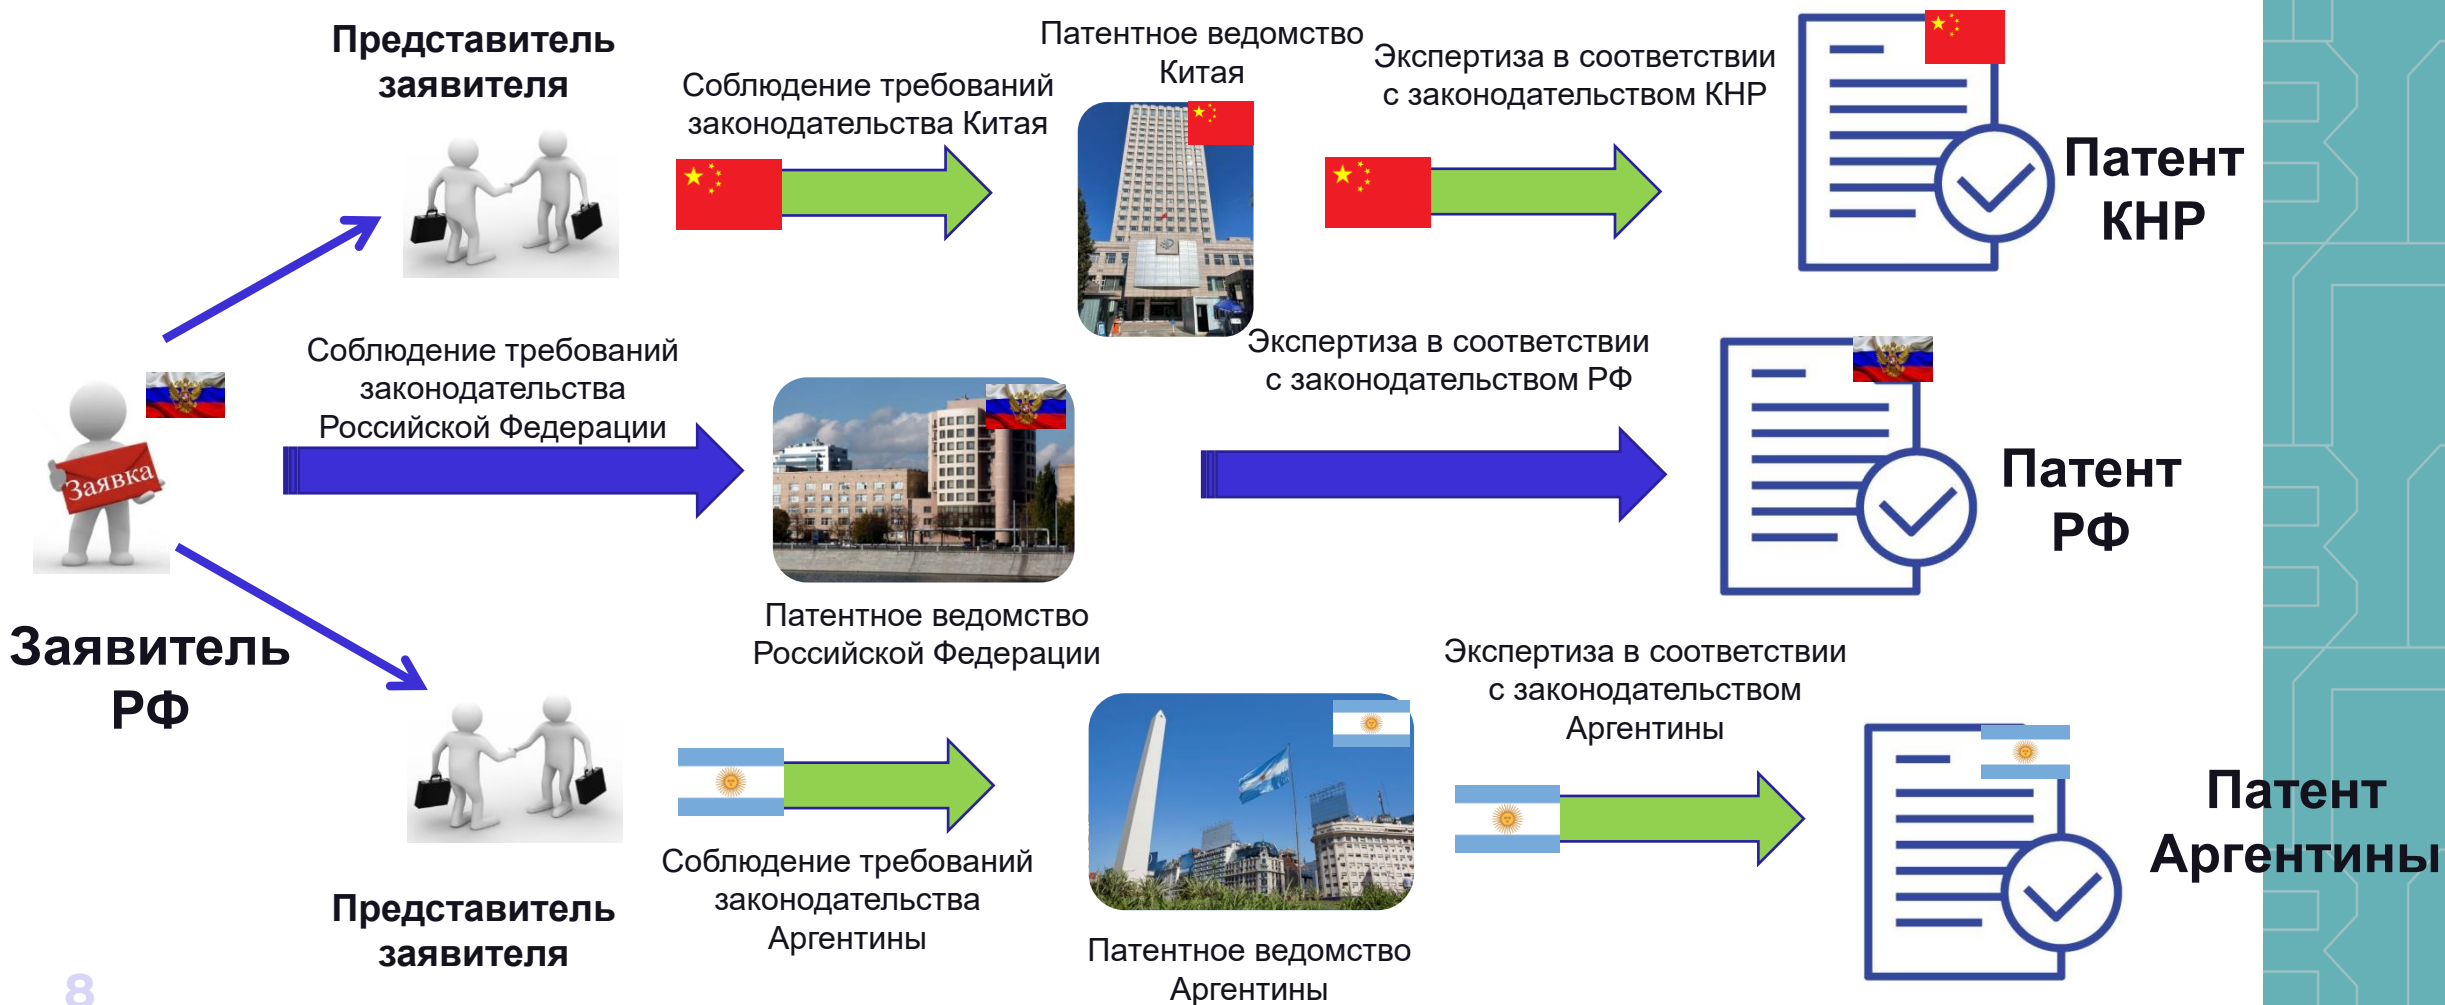 Представитель
заявителя
Соблюдение требований
законодательства Китая
Патентное ведомство
Китая
Экспертиза в соответствии
с законодательством КНР
Патент
КНР
Заявка
Заявитель
РФ
Соблюдение требований
законодательства
Российской Федерации
Патентное ведомство
Российской Федерации
Экспертиза в соответствии
с законодательством РФ
Патент
РФ
Представитель
заявителя
Соблюдение требований
законодательства
Аргентины
Патентное ведомство
Аргентины
Экспертиза в соответствии
с законодательством
Аргентины
Патент
Аргентины
8